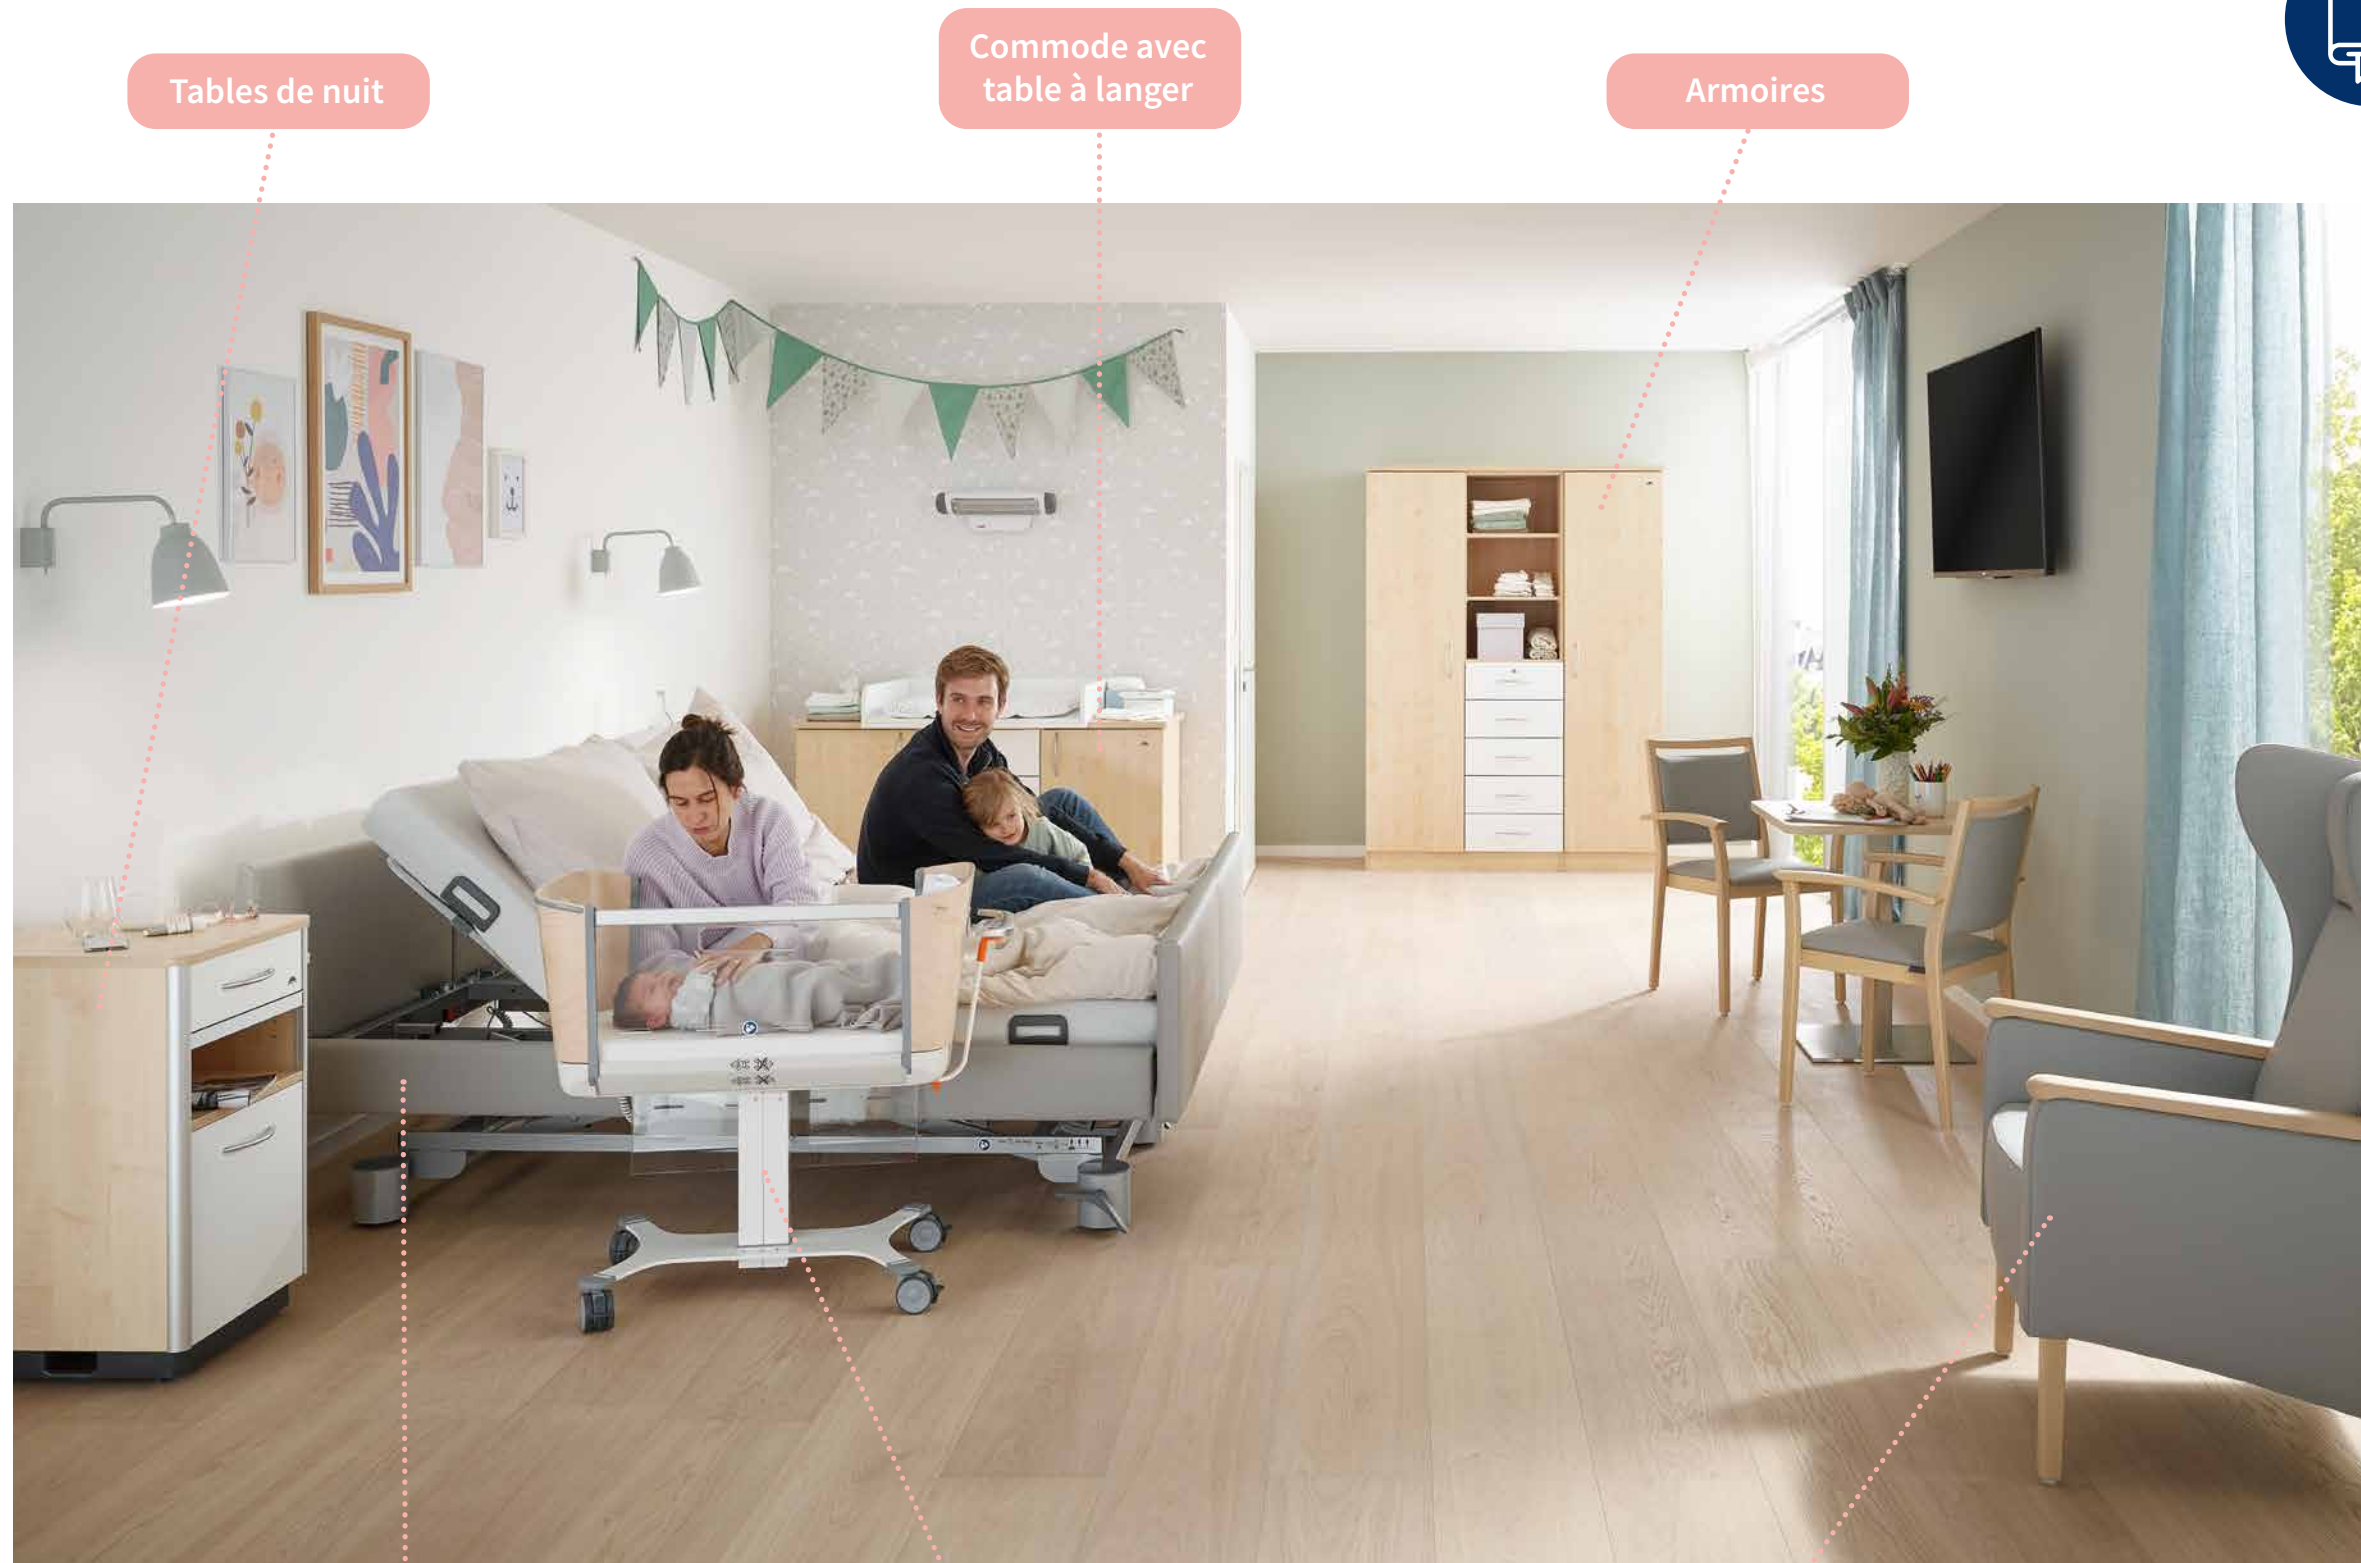 Tables de nuit
Commode avec
table à langer
Armoires